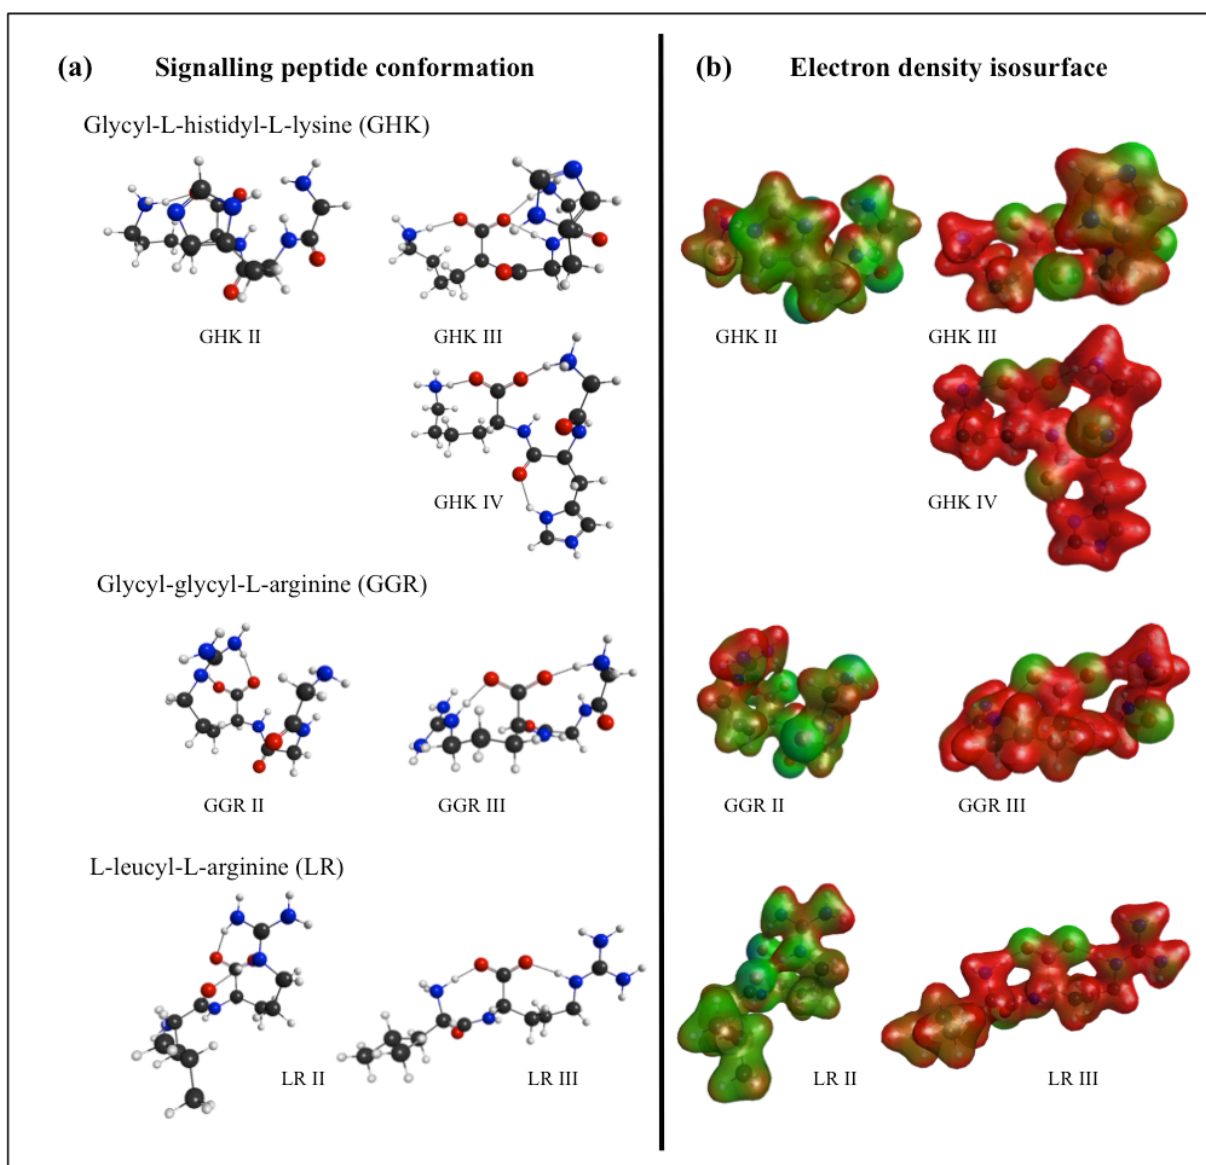 (a) Signalling peptide conformation
(b) Electron density isosurface
Glycyl-L-histidyl-L-lysine (GHK)
GHK II
GHK III
GHK II
GHK III
GHK IV
GHK IV
Glycyl-glycyl-L-arginine (GGR)
GGR II
GGR III
GGR II
GGR III
L-leucyl-L-arginine (LR)
LR II
LR III
LR II
LR III